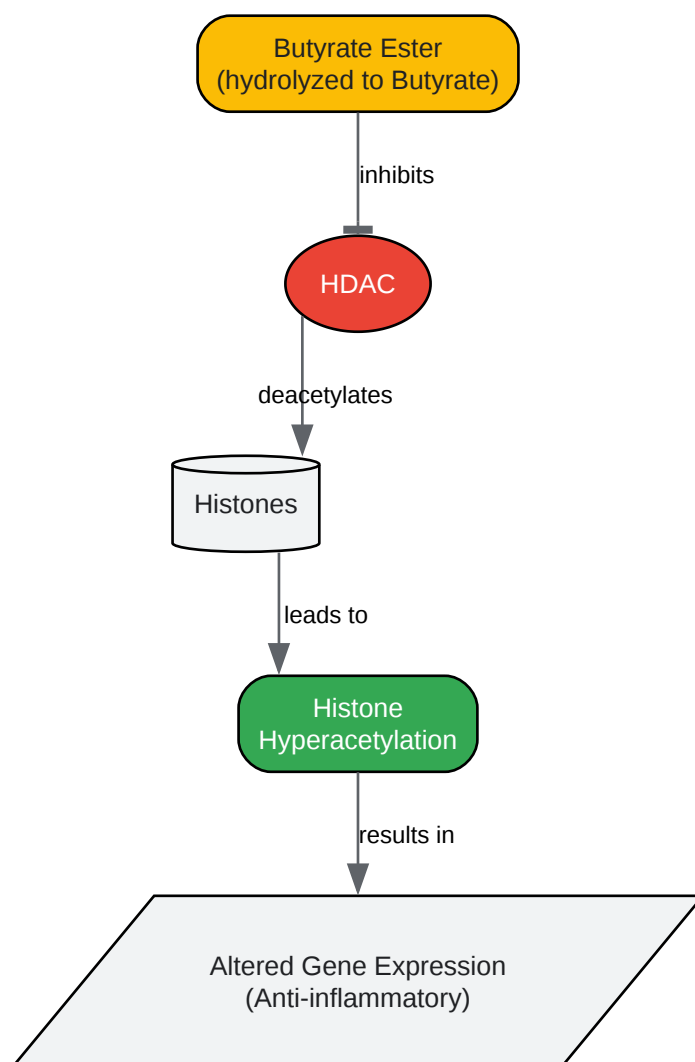 Butyrate Ester
(hydrolyzed to Butyrate)
inhibits
HDAC
deacetylates
Histones
leads to
Histone
Hyperacetylation
results in
Altered Gene Expression
(Anti-inflammatory)